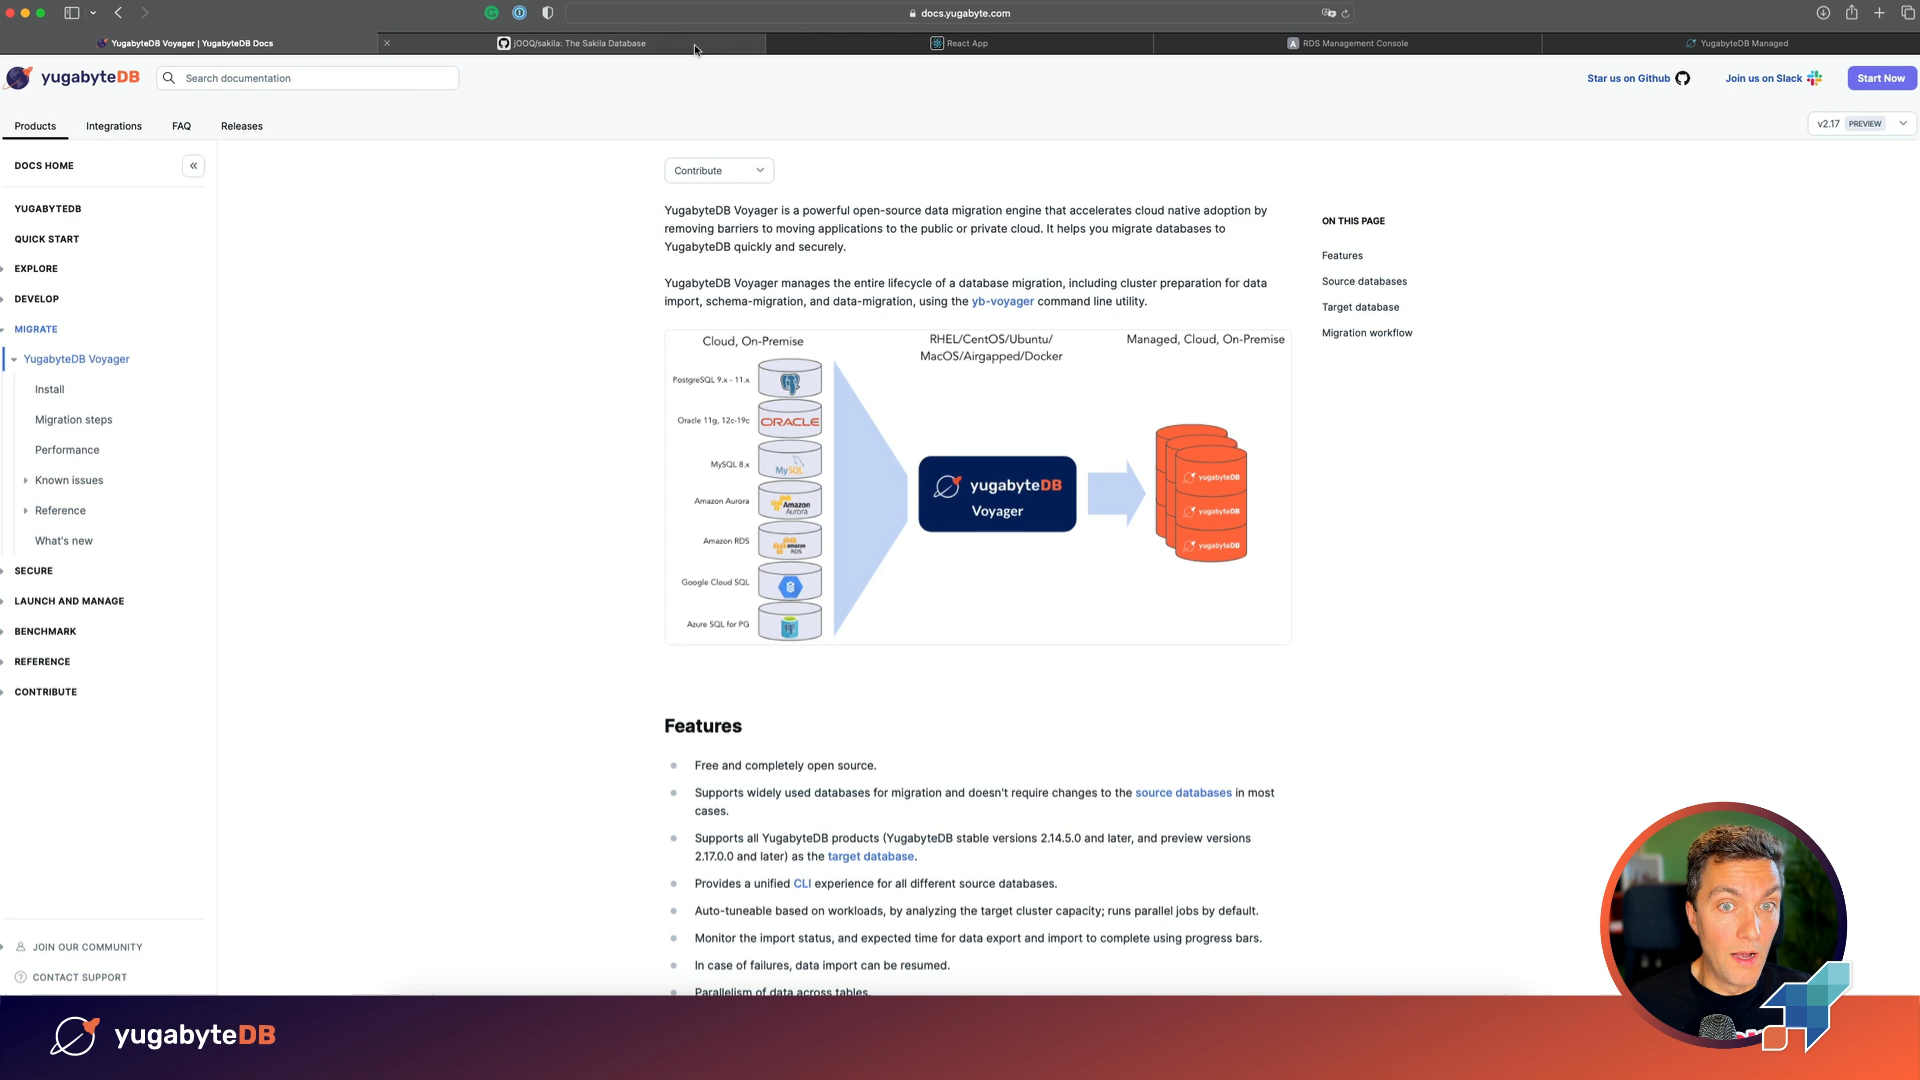 docs.yugabyte.com
YugabyteDB Voyager | YugabyteDB Docs
jOOQ/sakila: The Sakila Database
React App
RDS Management Console
YugabyteDB Managed
yugabyteDB
Search documentation
Star us on Github
Join us on Slack
Start Now
Products
Integrations
FAQ
Releases
v2.17 PREVIEW
DOCS HOME
YUGABYTEDB
QUICK START
EXPLORE
DEVELOP
MIGRATE
YugabyteDB Voyager
Install
Migration steps
Performance
Known issues
Reference
What's new
SECURE
LAUNCH AND MANAGE
BENCHMARK
REFERENCE
CONTRIBUTE
JOIN OUR COMMUNITY
CONTACT SUPPORT
Contribute
YugabyteDB Voyager is a powerful open-source data migration engine that accelerates cloud native adoption by
removing barriers to moving applications to the public or private cloud. It helps you migrate databases to
YugabyteDB quickly and securely.
YugabyteDB Voyager manages the entire lifecycle of a database migration, including cluster preparation for data
import, schema-migration, and data-migration, using the yb-voyager command line utility.
Cloud, On-Premise
RHEL/CentOS/Ubuntu/
MacOS/Airgapped/Docker
Managed, Cloud, On-Premise
PostgreSQL 9.x - 11.x
Oracle 11g, 12c-19c
ORACLE
MySQL 8.x
MySQL
Amazon Aurora
Amazon
Aurora
Amazon RDS
amazon
RDS
Google Cloud SQL
Azure SQL for PG
yugabyteDB
Voyager
yugabyteDB
yugabyteDB
yugabyteDB
Features
Free and completely open source.
Supports widely used databases for migration and doesn't require changes to the source databases in most
cases.
Supports all YugabyteDB products (YugabyteDB stable versions 2.14.5.0 and later, and preview versions
2.17.0.0 and later) as the target database.
Provides a unified CLI experience for all different source databases.
Auto-tuneable based on workloads, by analyzing the target cluster capacity; runs parallel jobs by default.
Monitor the import status, and expected time for data export and import to complete using progress bars.
In case of failures, data import can be resumed.
Parallelism of data across tables.
ON THIS PAGE
Features
Source databases
Target database
Migration workflow
yugabyteDB